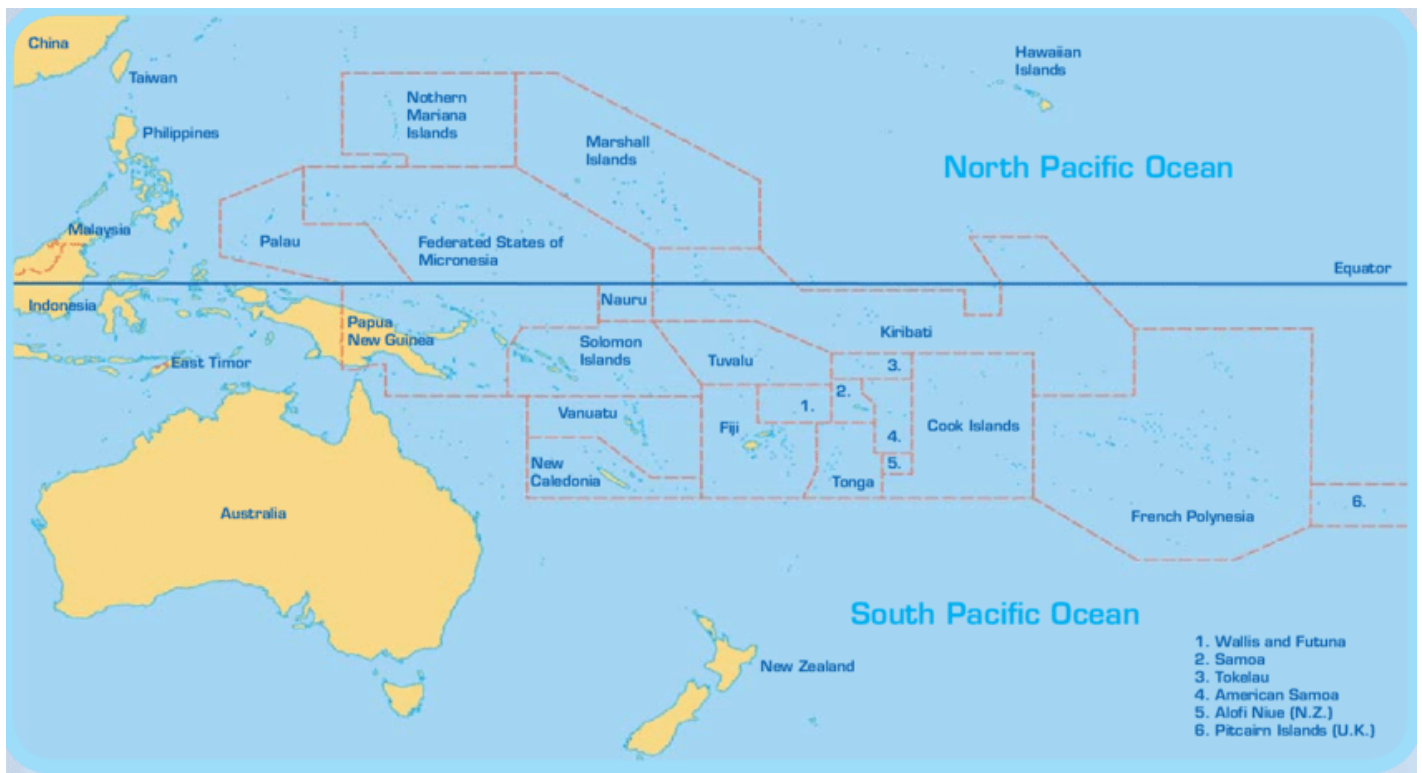 China
Taiwan
Philippines
Malaysia
Indonesia
East Timor
Nothern
Mariana
Islands
Marshall
Islands
Hawaiian
Islands
North Pacific Ocean
Palau
Federated States of
Micronesia
Equator
Papua
New Guinea
Nauru
Solomon
Islands
Kiribati
Tuvalu
3.
2.
1.
Vanuatu
Fiji
4.
Cook Islands
5.
New
Caledonia
Tonga
French Polynesia
6.
Australia
South Pacific Ocean
New Zealand
1. Wallis and Futuna
2. Samoa
3. Tokelau
4. American Samoa
5. Alofi Niue (N.Z.)
6. Pitcairn Islands (U.K.)